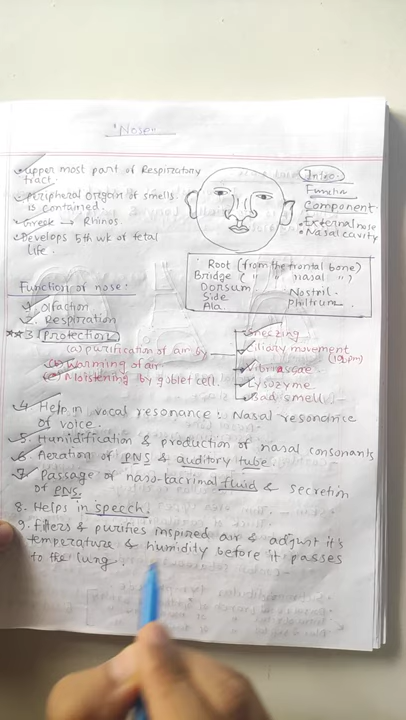 "Nose"
upper most part of Respiratory
tract.
peripheral origin of smells.
is contained.
Greek → Rhinos.
Develops 5th wk of fetal
life.
Intro.
Function
Component
• External nose
• Nasal cavity
Root (from the frontal bone)
Bridge ( " " nasal " )
Dorsum
Side
Ala.
Nostril.
Philtrum.
Function of nose:
1. Olfaction
2. Respiration
** 3. Protection
(a) purification of air by
(b) Warming of air.
(c) Moistening by goblet cell.
Sneezing
Ciliary movement
Vibrissae
Lysozyme
Bad smell
4. Help in vocal resonance: Nasal resonance
of voice.
5. Humidification & production of nasal consonants
6. Aeration of PNS & auditory tube.
7. Passage of naso-lacrimal fluid & secretin
of PNS.
8. Helps in speech.
9. Filters & purifies inspired air & adjust it's
temperature & humidity before it passes
to the lung.